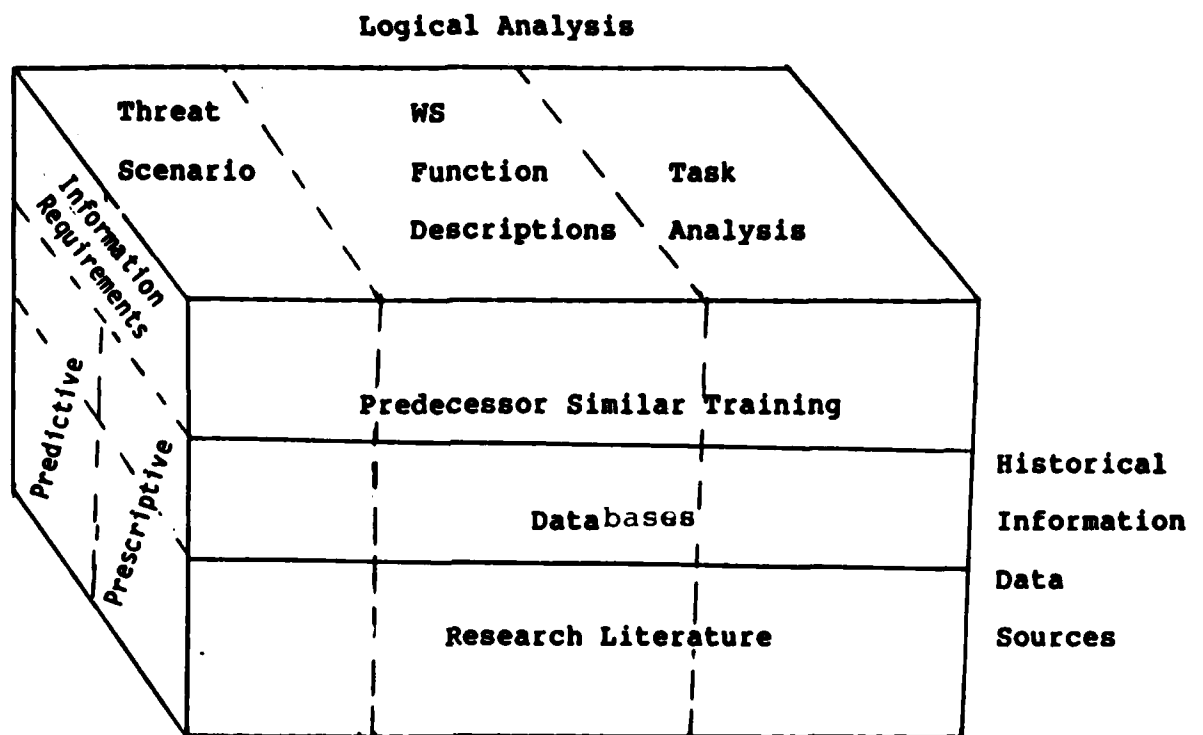 Logical Analysis
Threat
Scenario
WS
Function
Descriptions
Task
Analysis
Information
Requirements
Predictive
Prescriptive
Predecessor Similar Training
Databases
Research Literature
Historical
Information
Data
Sources